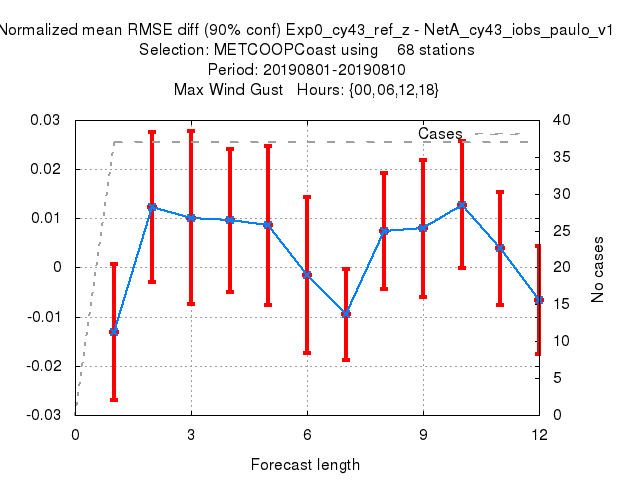 Normalized mean RMSE diff (90% conf) Exp0_cy43_ref_z - NetA_cy43_iobs_paulo_v1
Selection: METCOOPCoast using 68 stations
Period: 20190801-20190810
Max Wind Gust Hours: {00,06,12,18}
Cases
0.03
0.02
0.01
0
-0.01
-0.02
-0.03
40
35
30
25
20
15
10
5
0
No cases
0 3 6 9 12
Forecast length